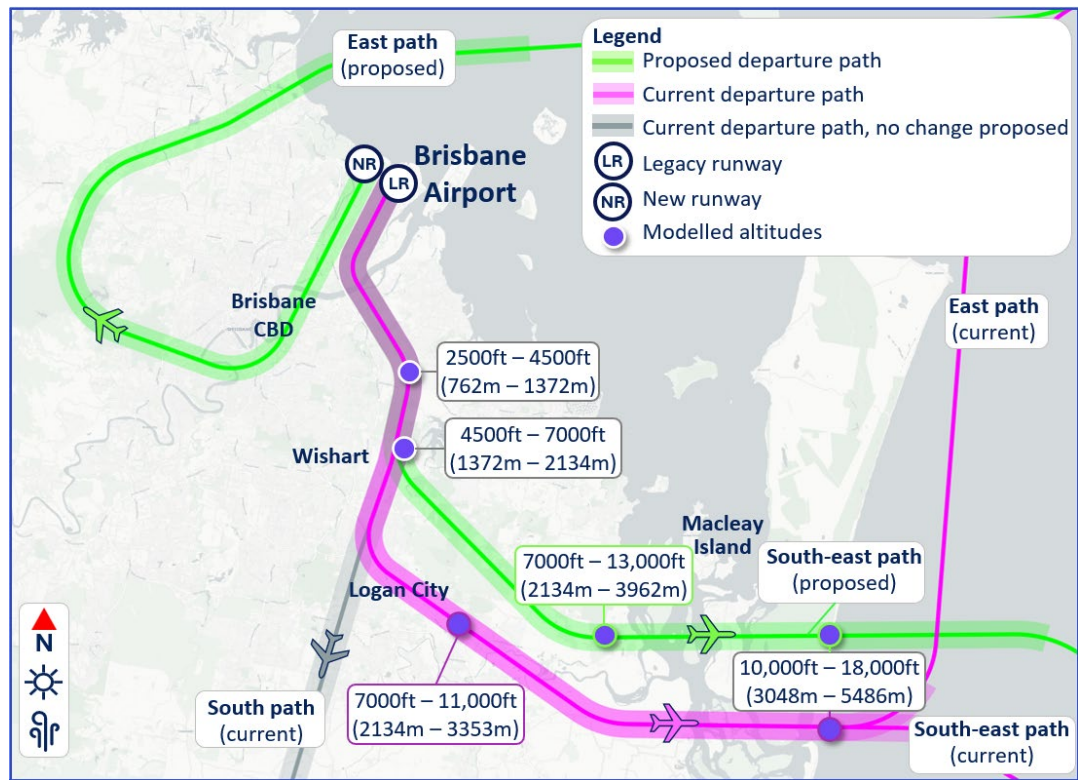 East path
(proposed)
Legend
Proposed departure path
Current departure path
Current departure path, no change proposed
LR
Legacy runway
NR
New runway
Modelled altitudes
NR
LR
Brisbane
Airport
Brisbane
CBD
East path
(current)
2500ft – 4500ft
(762m – 1372m)
Wishart
4500ft – 7000ft
(1372m – 2134m)
Macleay
Island
7000ft – 13,000ft
(2134m – 3962m)
South-east path
(proposed)
Logan City
N
10,000ft – 18,000ft
(3048m – 5486m)
7000ft – 11,000ft
(2134m – 3353m)
South path
(current)
South-east path
(current)